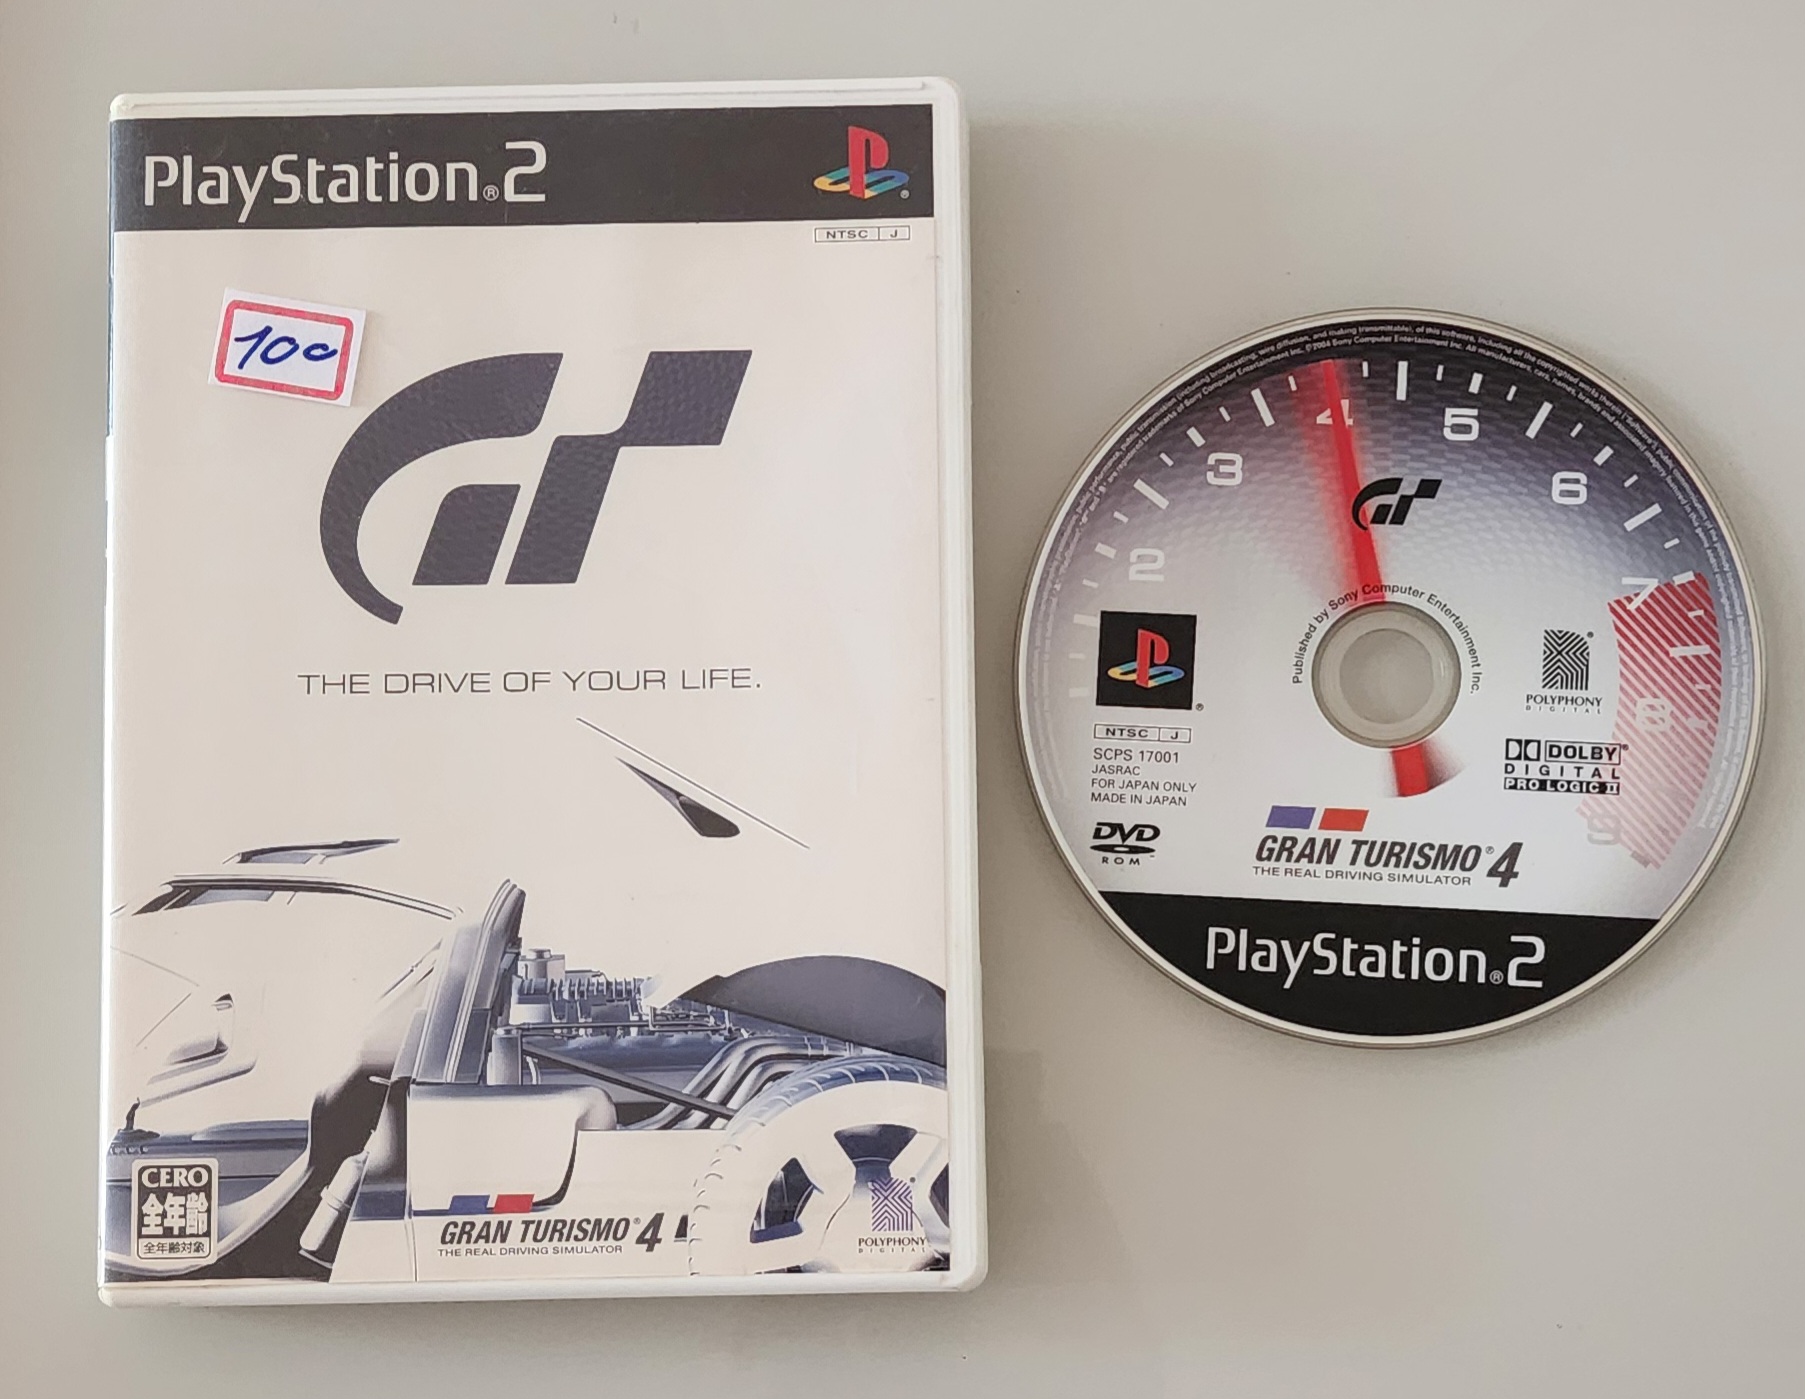 PlayStation®2
NTSC J
100
GT
THE DRIVE OF YOUR LIFE.
CERO
全年齢
全年齢対象
GRAN TURISMO® 4
THE REAL DRIVING SIMULATOR
POLYPHONY
DIGITAL
2
3
4
5
6
7
8
9
GT
Published by Sony Computer Entertainment Inc.
POLYPHONY
DIGITAL
NTSC J
SCPS 17001
JASRAC
FOR JAPAN ONLY
MADE IN JAPAN
DVD
ROM
DOLBY®
DIGITAL
PRO LOGIC II
GRAN TURISMO® 4
THE REAL DRIVING SIMULATOR
PlayStation®2